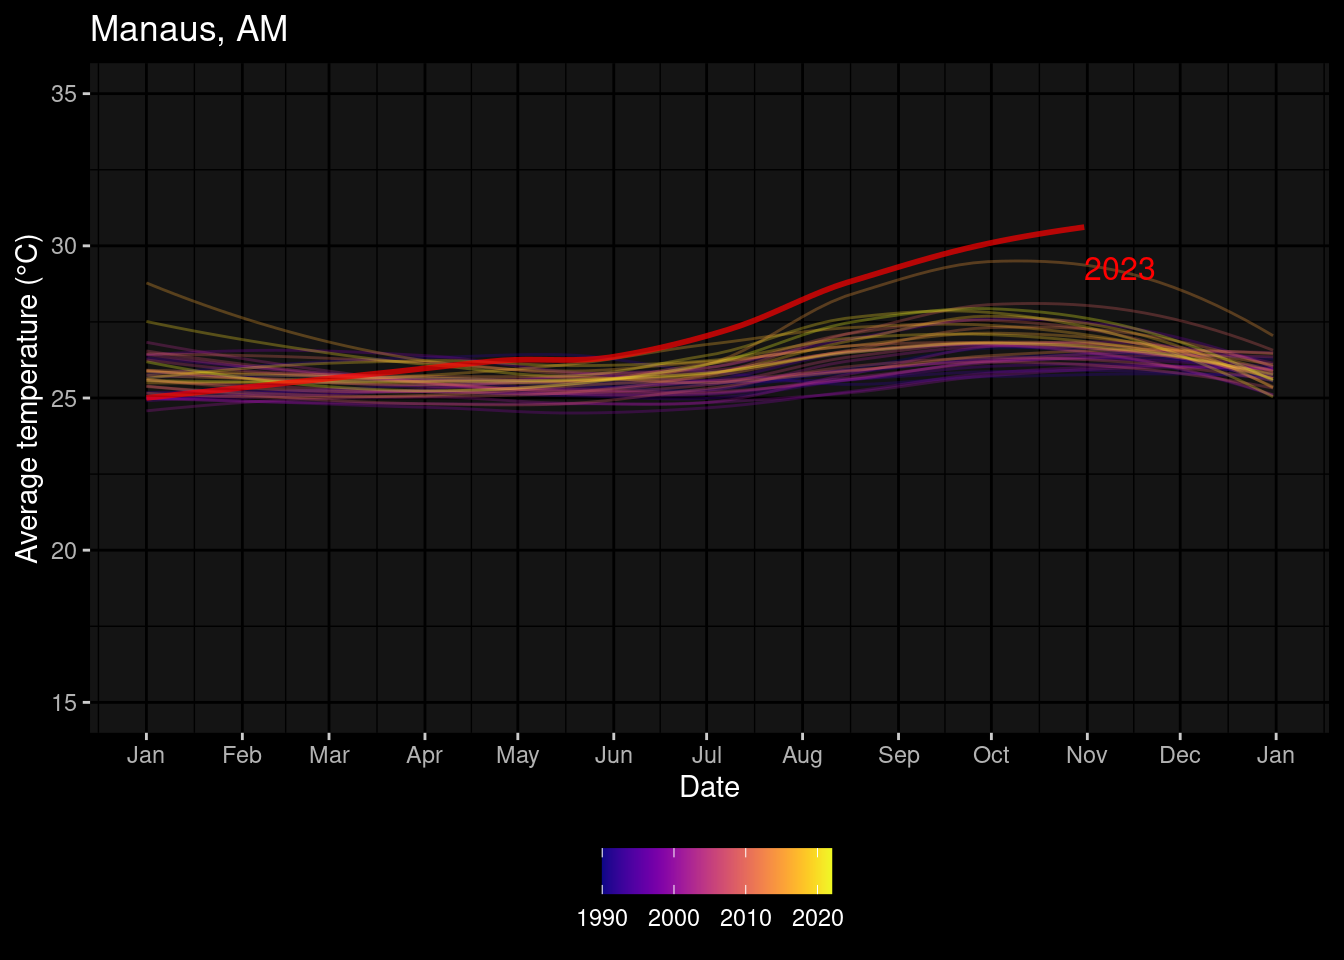 Manaus, AM
35
30
25
20
15
Average temperature (°C)
2023
Jan Feb Mar Apr May Jun Jul Aug Sep Oct Nov Dec Jan
Date
1990 2000 2010 2020